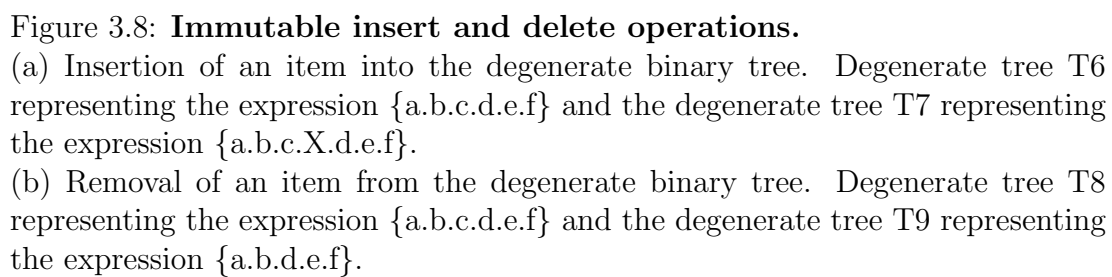 Figure 3.8: Immutable insert and delete operations.
(a) Insertion of an item into the degenerate binary tree. Degenerate tree T6
representing the expression {a.b.c.d.e.f} and the degenerate tree T7 representing
the expression {a.b.c.X.d.e.f}.
(b) Removal of an item from the degenerate binary tree. Degenerate tree T8
representing the expression {a.b.c.d.e.f} and the degenerate tree T9 representing
the expression {a.b.d.e.f}.